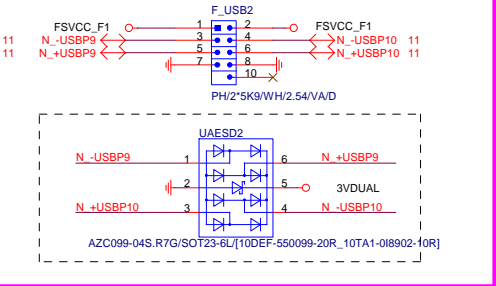 F_USB2
FSVCC_F1 1 2 FSVCC_F1
11 N_-USBP9 3 4 N_-USBP10 11
11 N_+USBP9 5 6 N_+USBP10 11
7 8
10
PH/2*5K9/WH/2.54/VA/D
UAESD2
N_-USBP9 1 6 N_+USBP9
2 5 3VDUAL
N_+USBP10 3 4 N_-USBP10
AZC099-04S.R7G/SOT23-6L/[10DEF-550099-20R_10TA1-0I8902-10R]